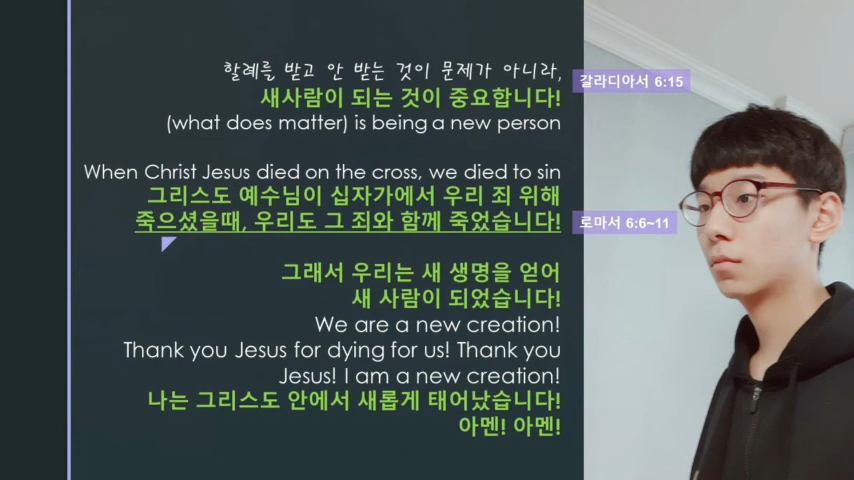 할례를 받고 안 받는 것이 문제가 아니라,
갈라디아서 6:15
새사람이 되는 것이 중요합니다!
(what does matter) is being a new person
When Christ Jesus died on the cross, we died to sin
그리스도 예수님이 십자가에서 우리 죄 위해
죽으셨을때, 우리도 그 죄와 함께 죽었습니다!
로마서 6:6~11
그래서 우리는 새 생명을 얻어
새 사람이 되었습니다!
We are a new creation!
Thank you Jesus for dying for us! Thank you
Jesus! I am a new creation!
나는 그리스도 안에서 새롭게 태어났습니다!
아멘! 아멘!